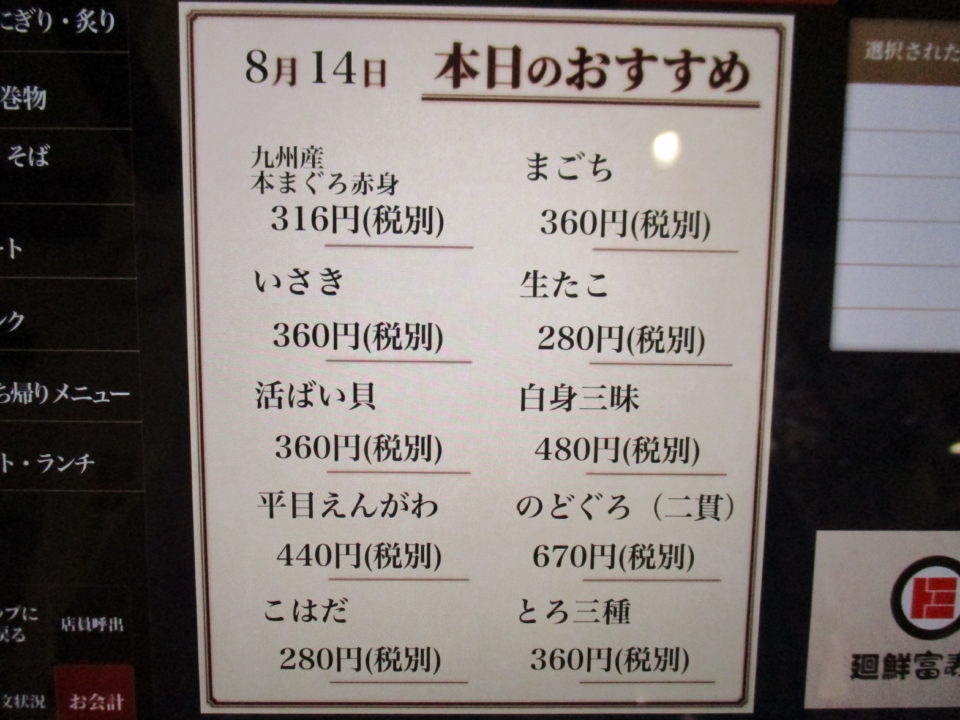 にぎり・炙り
巻物
そば
ート
ンク
ち帰りメニュー
ト・ランチ
ップに
戻る
店員呼出
文状況
お会計
8月14日
本日のおすすめ
九州産
本まぐろ赤身
316円(税別)
いさき
360円(税別)
活ばい貝
360円(税別)
平目えんがわ
440円(税別)
こはだ
280円(税別)
まごち
360円(税別)
生たこ
280円(税別)
白身三昧
480円(税別)
のどぐろ（二貫）
670円(税別)
とろ三種
360円(税別)
選択された
廻鮮富